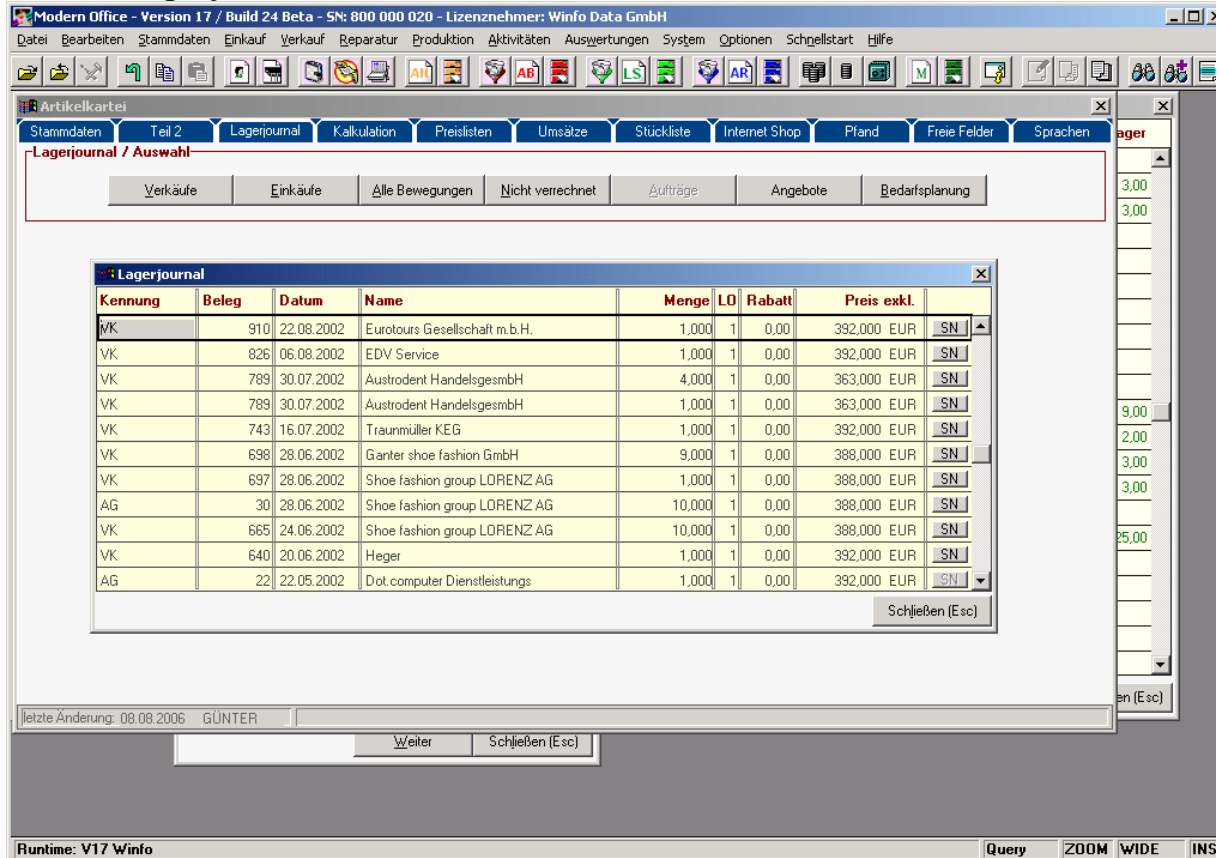 Modern Office - Version 17 / Build 24 Beta - SN: 800 000 020 - Lizenznehmer: Winfo Data GmbH
Datei Bearbeiten Stammdaten Einkauf Verkauf Reparatur Produktion Aktivitäten Auswertungen System Optionen Schnellstart Hilfe
AB LS AR M
Artikelkartei
Stammdaten Teil 2 Lagerjournal Kalkulation Preislisten Umsätze Stückliste Internet Shop Pfand Freie Felder Sprachen ager
Lagerjournal / Auswahl
Verkäufe Einkäufe Alle Bewegungen Nicht verrechnet Aufträge Angebote Bedarfsplanung
3,00
3,00
Lagerjournal
Kennung Beleg Datum Name Menge LO Rabatt Preis exkl.
VK 910 22.08.2002 Eurotours Gesellschaft m.b.H. 1,000 1 0,00 392,000 EUR SN
VK 826 06.08.2002 EDV Service 1,000 1 0,00 392,000 EUR SN
VK 789 30.07.2002 Austrodent HandelsgesmbH 4,000 1 0,00 363,000 EUR SN
VK 789 30.07.2002 Austrodent HandelsgesmbH 1,000 1 0,00 363,000 EUR SN
VK 743 16.07.2002 Traunmüller KEG 1,000 1 0,00 392,000 EUR SN
VK 698 28.06.2002 Ganter shoe fashion GmbH 9,000 1 0,00 388,000 EUR SN
VK 697 28.06.2002 Shoe fashion group LORENZ AG 1,000 1 0,00 388,000 EUR SN
AG 30 28.06.2002 Shoe fashion group LORENZ AG 10,000 1 0,00 388,000 EUR SN
VK 665 24.06.2002 Shoe fashion group LORENZ AG 10,000 1 0,00 388,000 EUR SN
VK 640 20.06.2002 Heger 1,000 1 0,00 392,000 EUR SN
AG 22 22.05.2002 Dot.computer Dienstleistungs 1,000 1 0,00 392,000 EUR SN
9,00
2,00
3,00
3,00
25,00
Schließen (Esc)
en (Esc)
letzte Änderung: 08.08.2006 GÜNTER
Weiter Schließen (Esc)
Runtime: V17 Winfo Query ZOOM WIDE INS